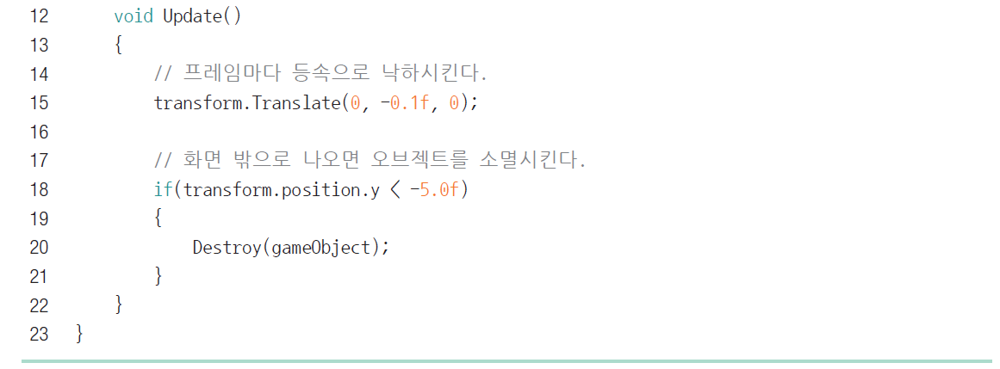 12 void Update()
13 {
14 // 프레임마다 등속으로 낙하시킨다.
15 transform.Translate(0, -0.1f, 0);
16
17 // 화면 밖으로 나오면 오브젝트를 소멸시킨다.
18 if(transform.position.y < -5.0f)
19 {
20 Destroy(gameObject);
21 }
22 }
23 }